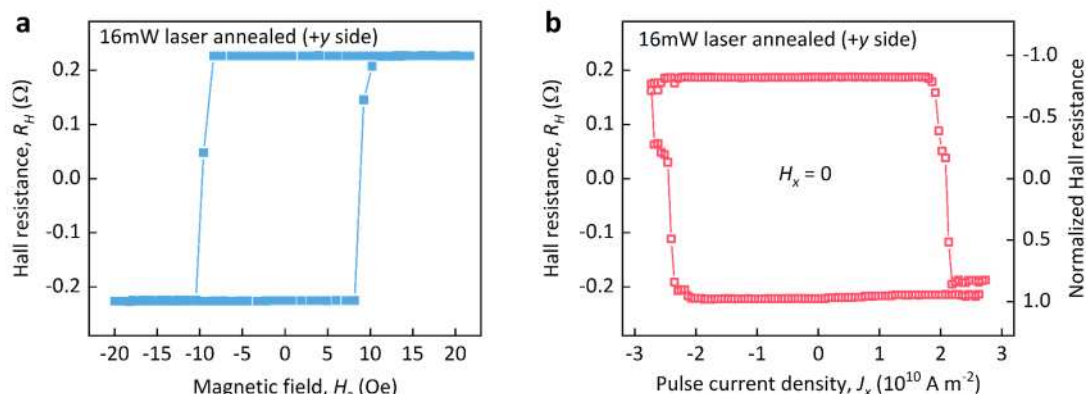 a
16mW laser annealed (+y side)
Hall resistance, R_H (Ω)
0.2
0.1
0.0
-0.1
-0.2
-20 -15 -10 -5 0 5 10 15 20
Magnetic field, H (Oe)
b
16mW laser annealed (+y side)
Hall resistance, R_H (Ω)
0.2
0.1
0.0
-0.1
-0.2
H_x = 0
-1.0
-0.5
0.0
0.5
1.0
Normalized Hall resistance
-3 -2 -1 0 1 2 3
Pulse current density, J_x (10^10 A m^-2)